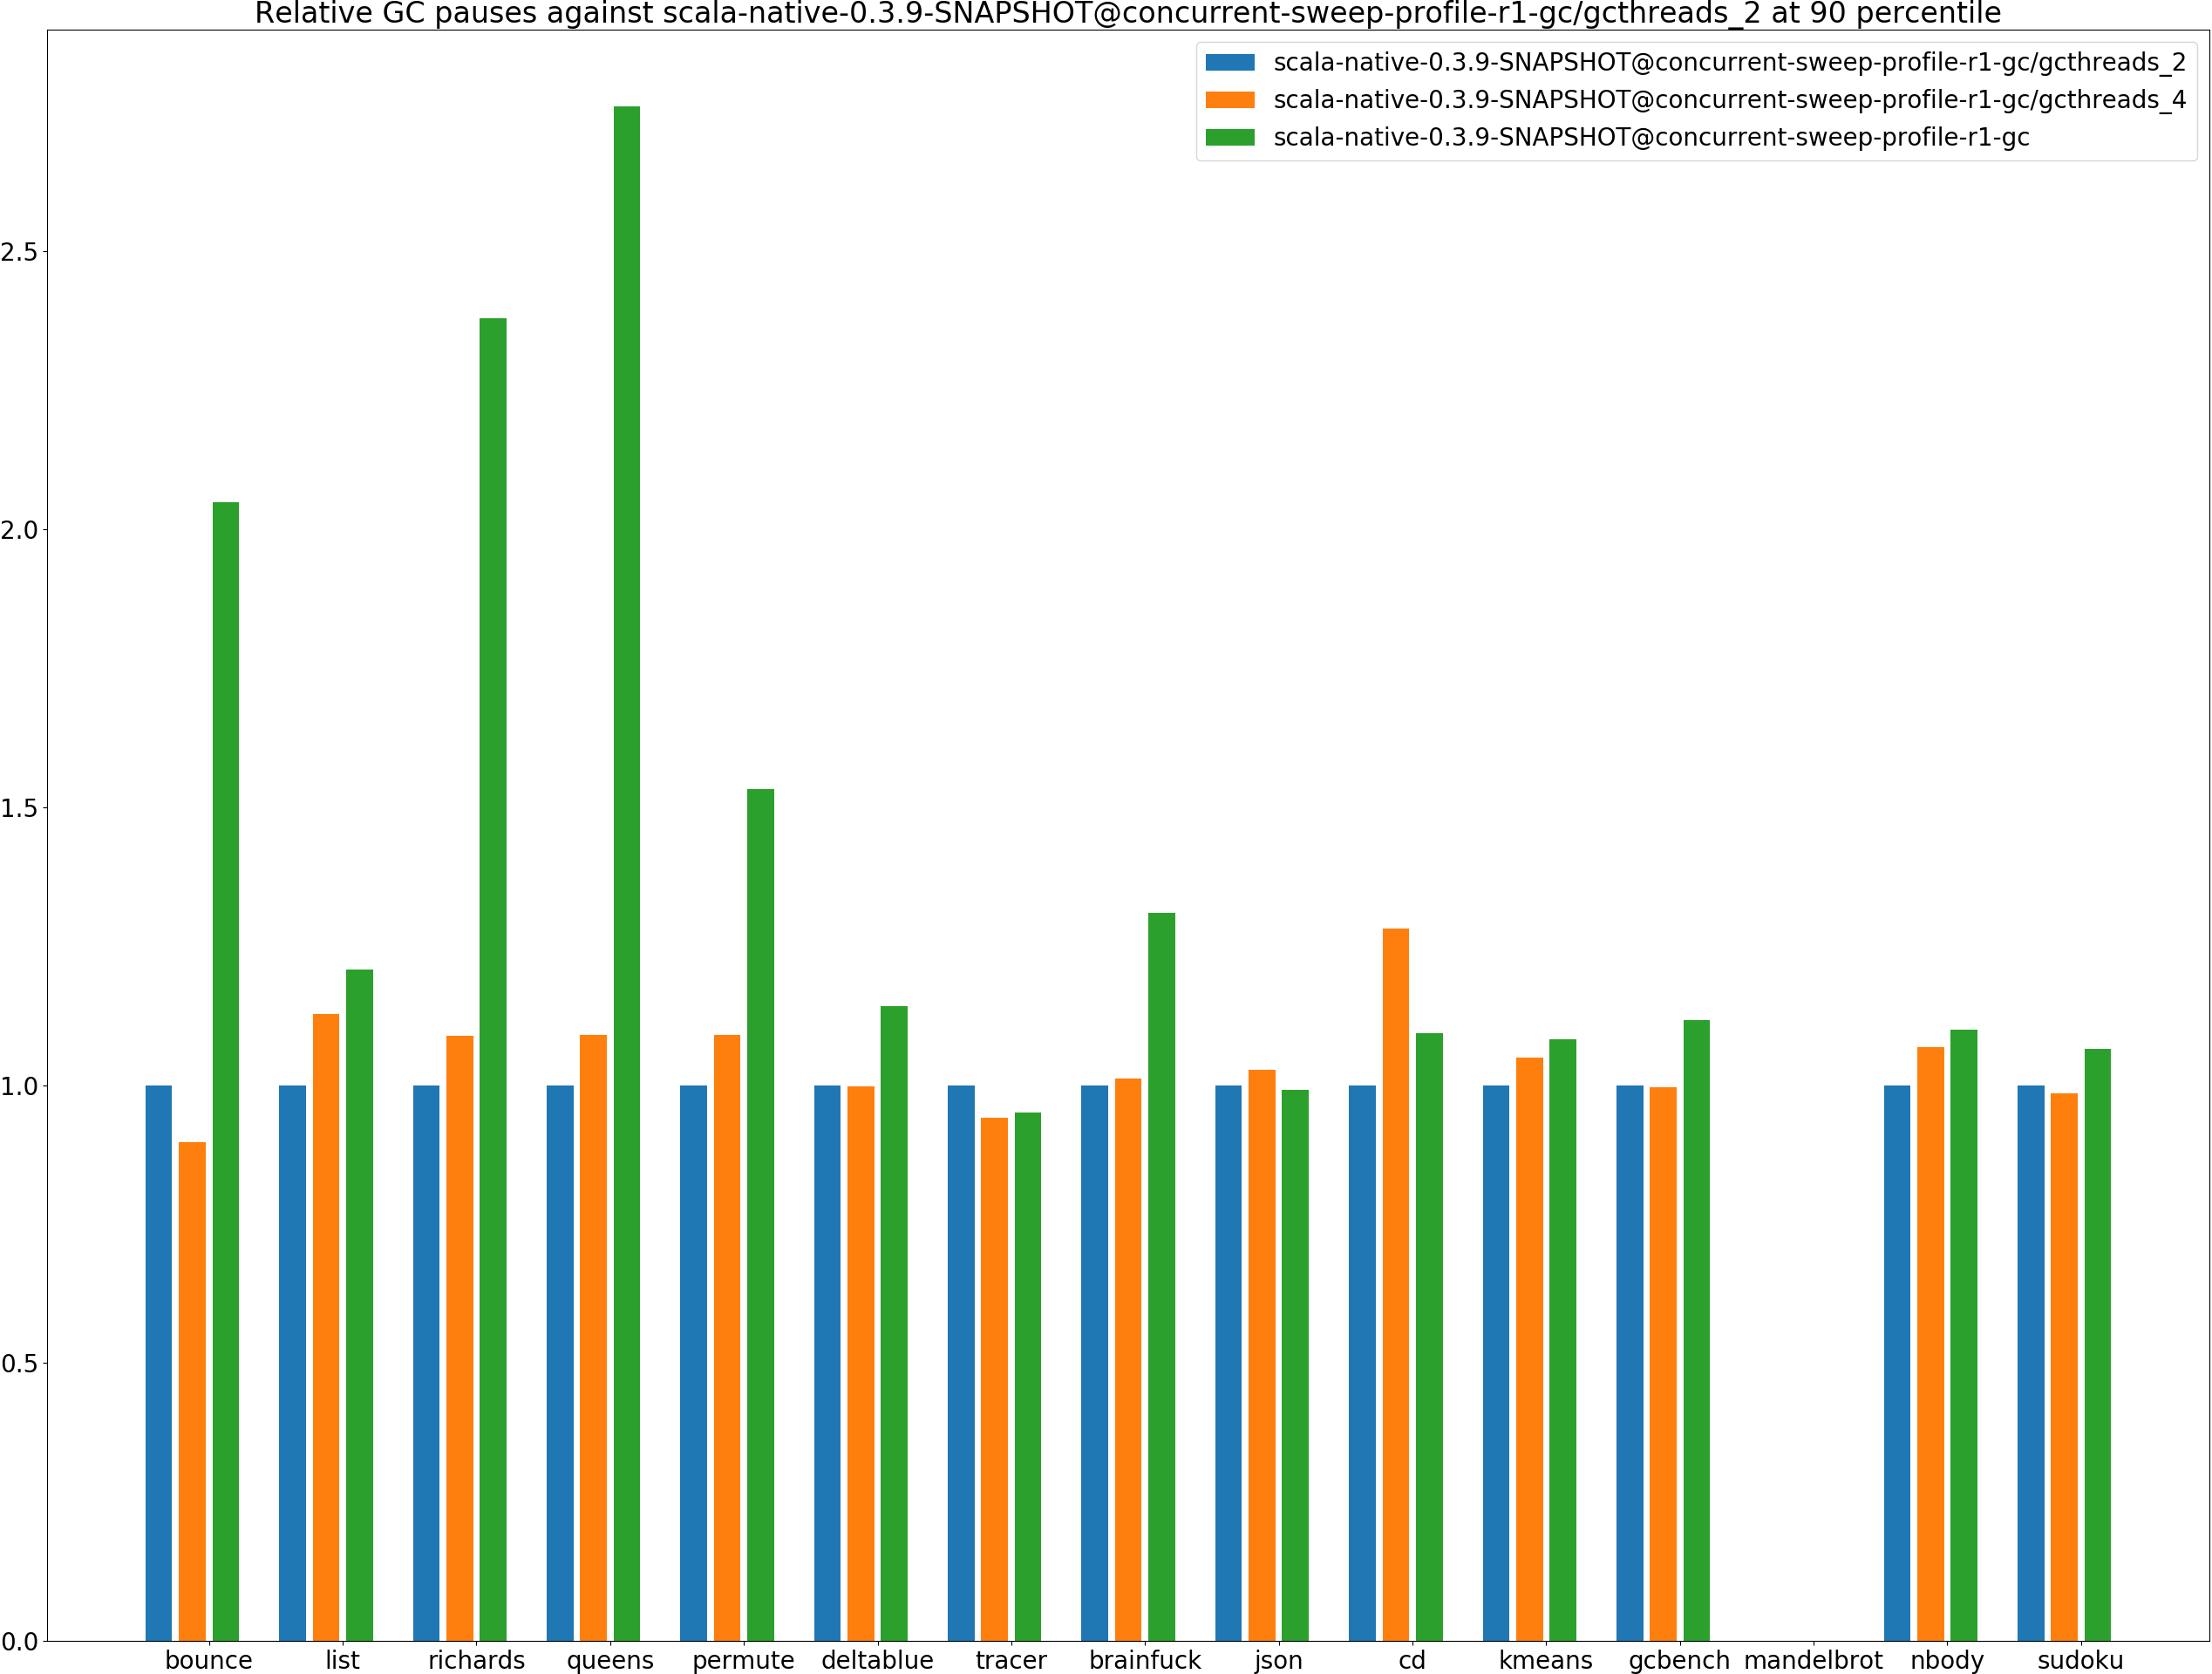 Relative GC pauses against scala-native-0.3.9-SNAPSHOT@concurrent-sweep-profile-r1-gc/gcthreads_2 at 90 percentile
scala-native-0.3.9-SNAPSHOT@concurrent-sweep-profile-r1-gc/gcthreads_2
scala-native-0.3.9-SNAPSHOT@concurrent-sweep-profile-r1-gc/gcthreads_4
scala-native-0.3.9-SNAPSHOT@concurrent-sweep-profile-r1-gc
2.5
2.0
1.5
1.0
0.5
0.0
bounce list richards queens permute deltablue tracer brainfuck json cd kmeans gcbench mandelbrot nbody sudoku